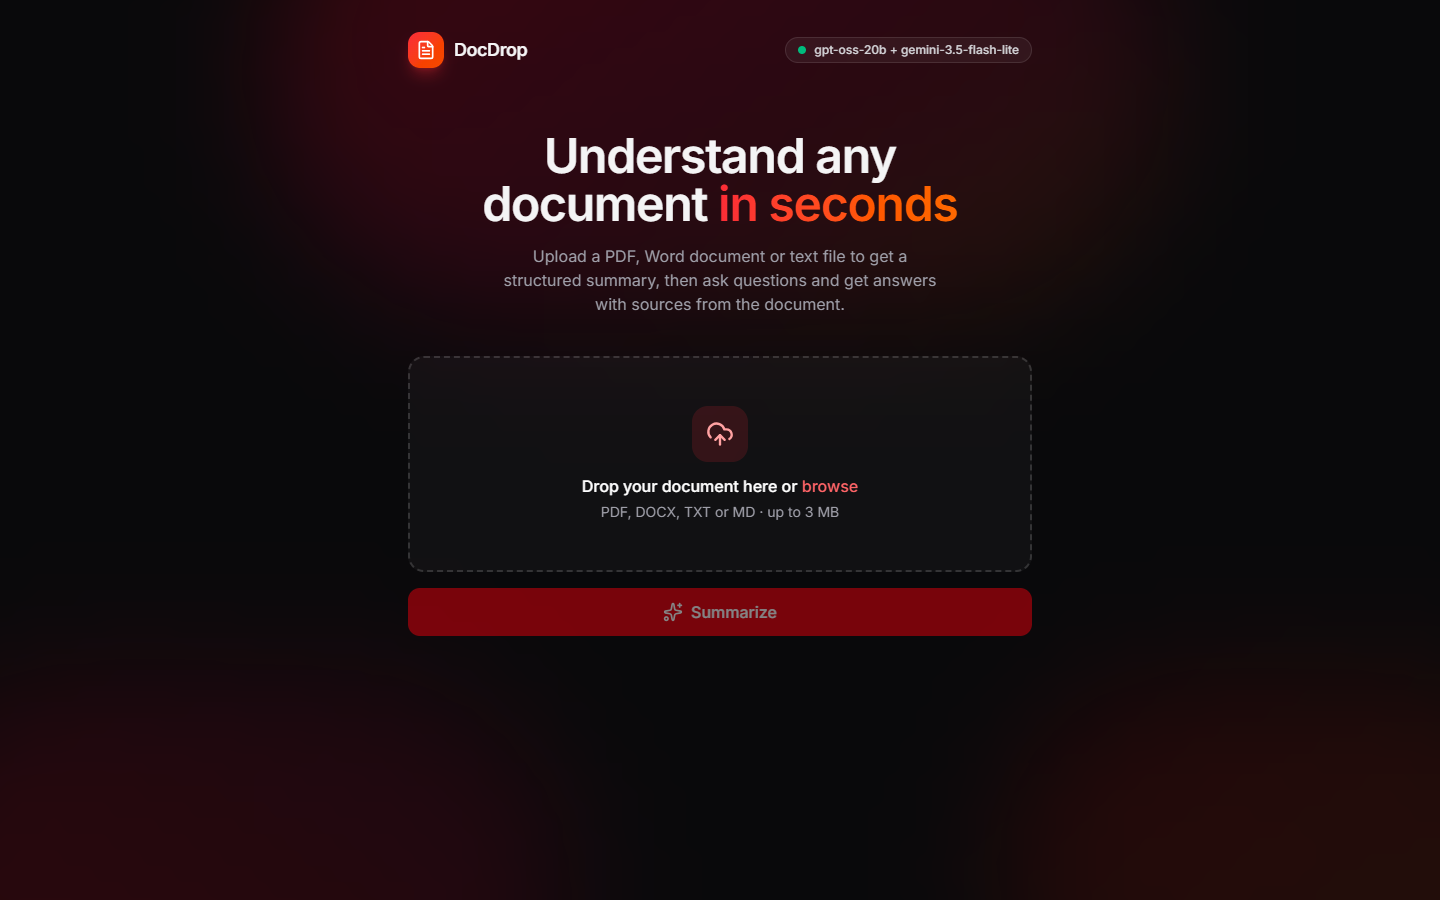 DocDrop
gpt-oss-20b + gemini-3.5-flash-lite
Understand any
document in seconds
Upload a PDF, Word document or text file to get a
structured summary, then ask questions and get answers
with sources from the document.
Drop your document here or browse
PDF, DOCX, TXT or MD · up to 3 MB
Summarize